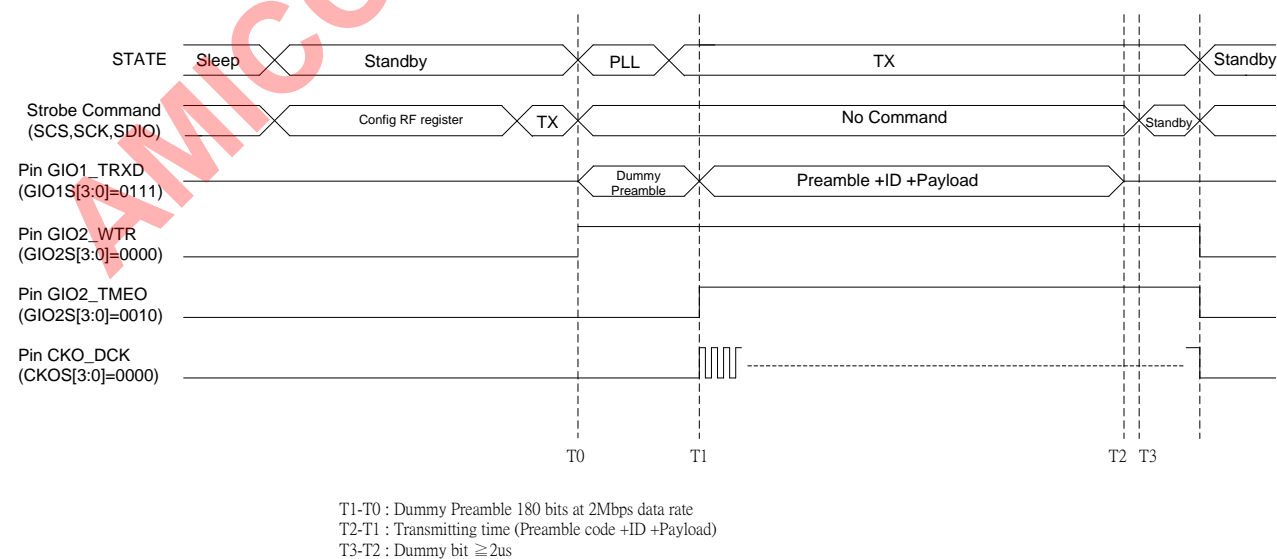 AMICCO
STATE
Sleep
Standby
PLL
TX
Standby
Strobe Command
(SCS,SCK,SDIO)
Config RF register
TX
No Command
Standby
Pin GIO1_TRXD
(GIO1S[3:0]=0111)
Dummy
Preamble
Preamble +ID +Payload
Pin GIO2_WTR
(GIO2S[3:0]=0000)
Pin GIO2_TMEO
(GIO2S[3:0]=0010)
Pin CKO_DCK
(CKOS[3:0]=0000)
T0
T1
T2
T3
T1-T0 : Dummy Preamble 180 bits at 2Mbps data rate
T2-T1 : Transmitting time (Preamble code +ID +Payload)
T3-T2 : Dummy bit ≧2us